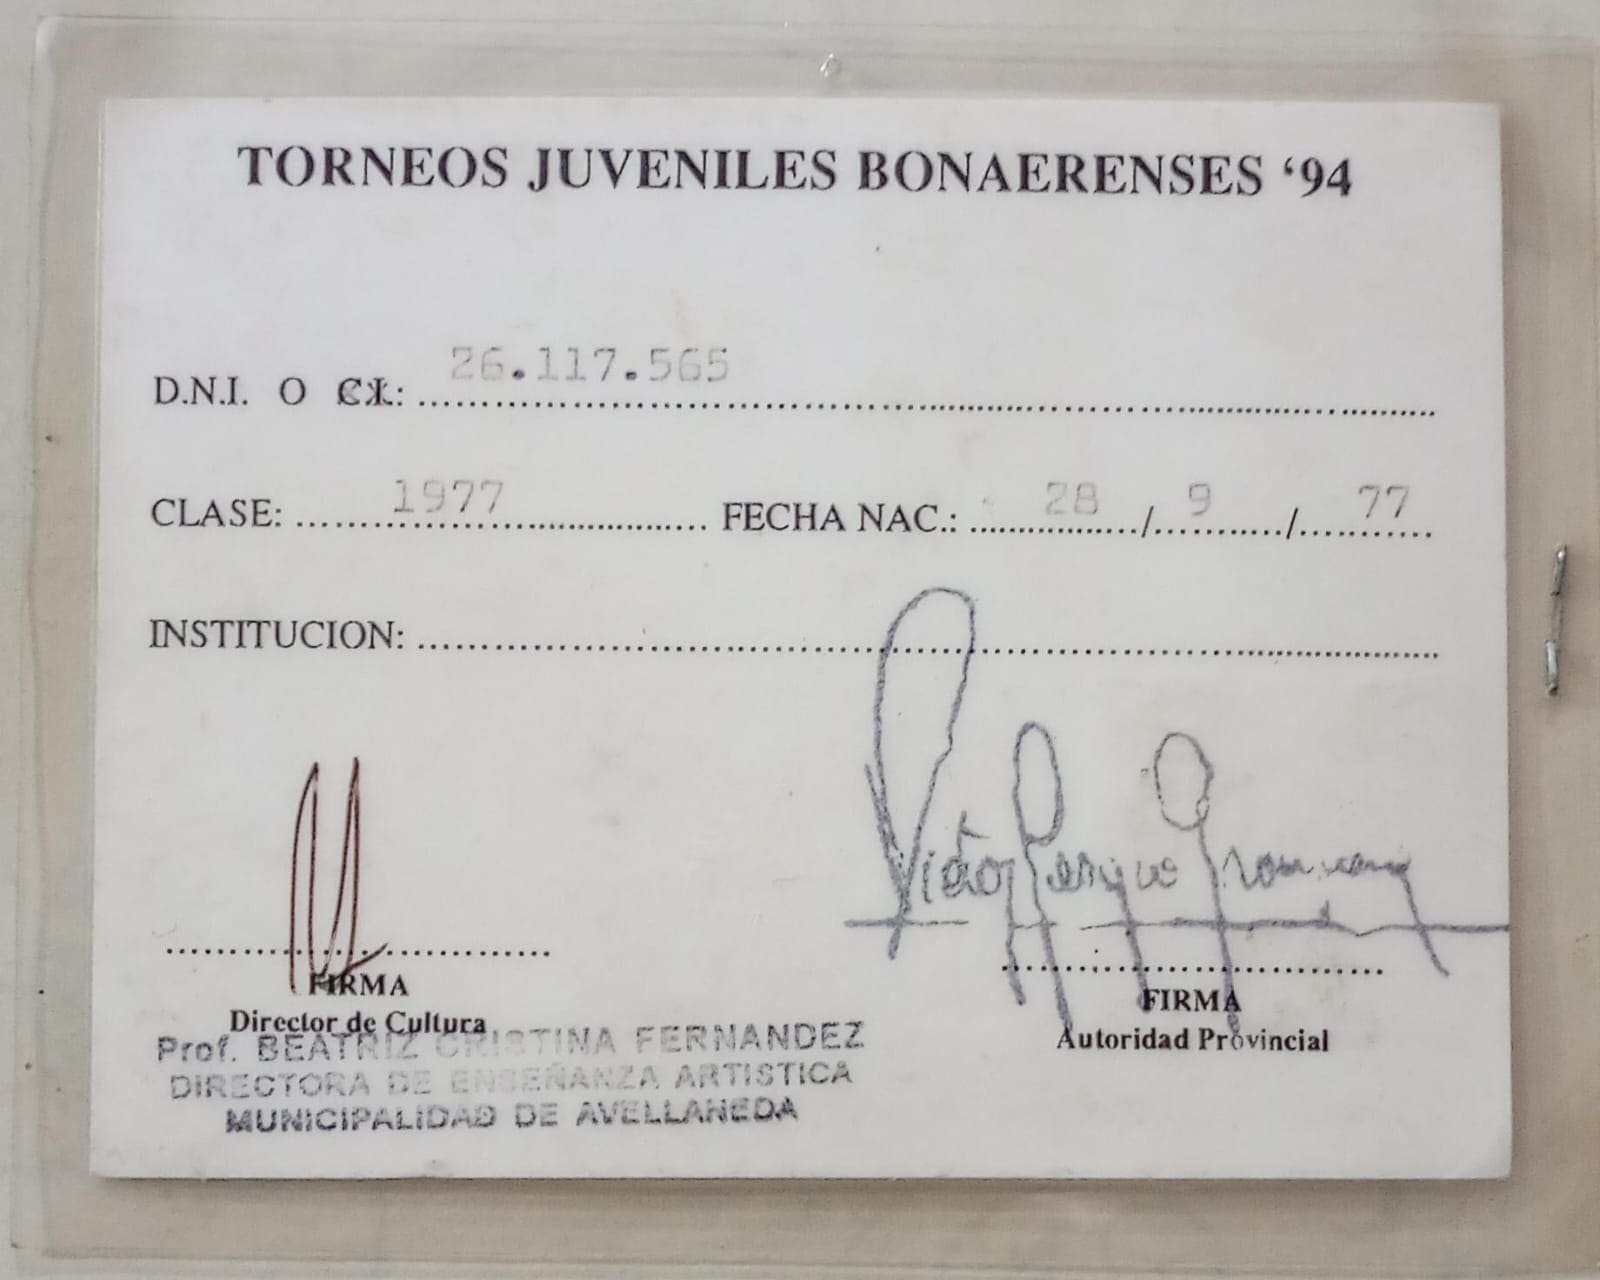 TORNEOS JUVENILES BONAERENSES ‘94
D.N.I. O C.I.: 26.117.565
CLASE: 1977 FECHA NAC.: 28 / 9 / 77
INSTITUCION:
FIRMA
Director de Cultura
Prof. BEATRIZ CRISTINA FERNANDEZ
DIRECTORA DE ENSEÑANZA ARTISTICA
MUNICIPALIDAD DE AVELLANEDA
FIRMA
Autoridad Provincial